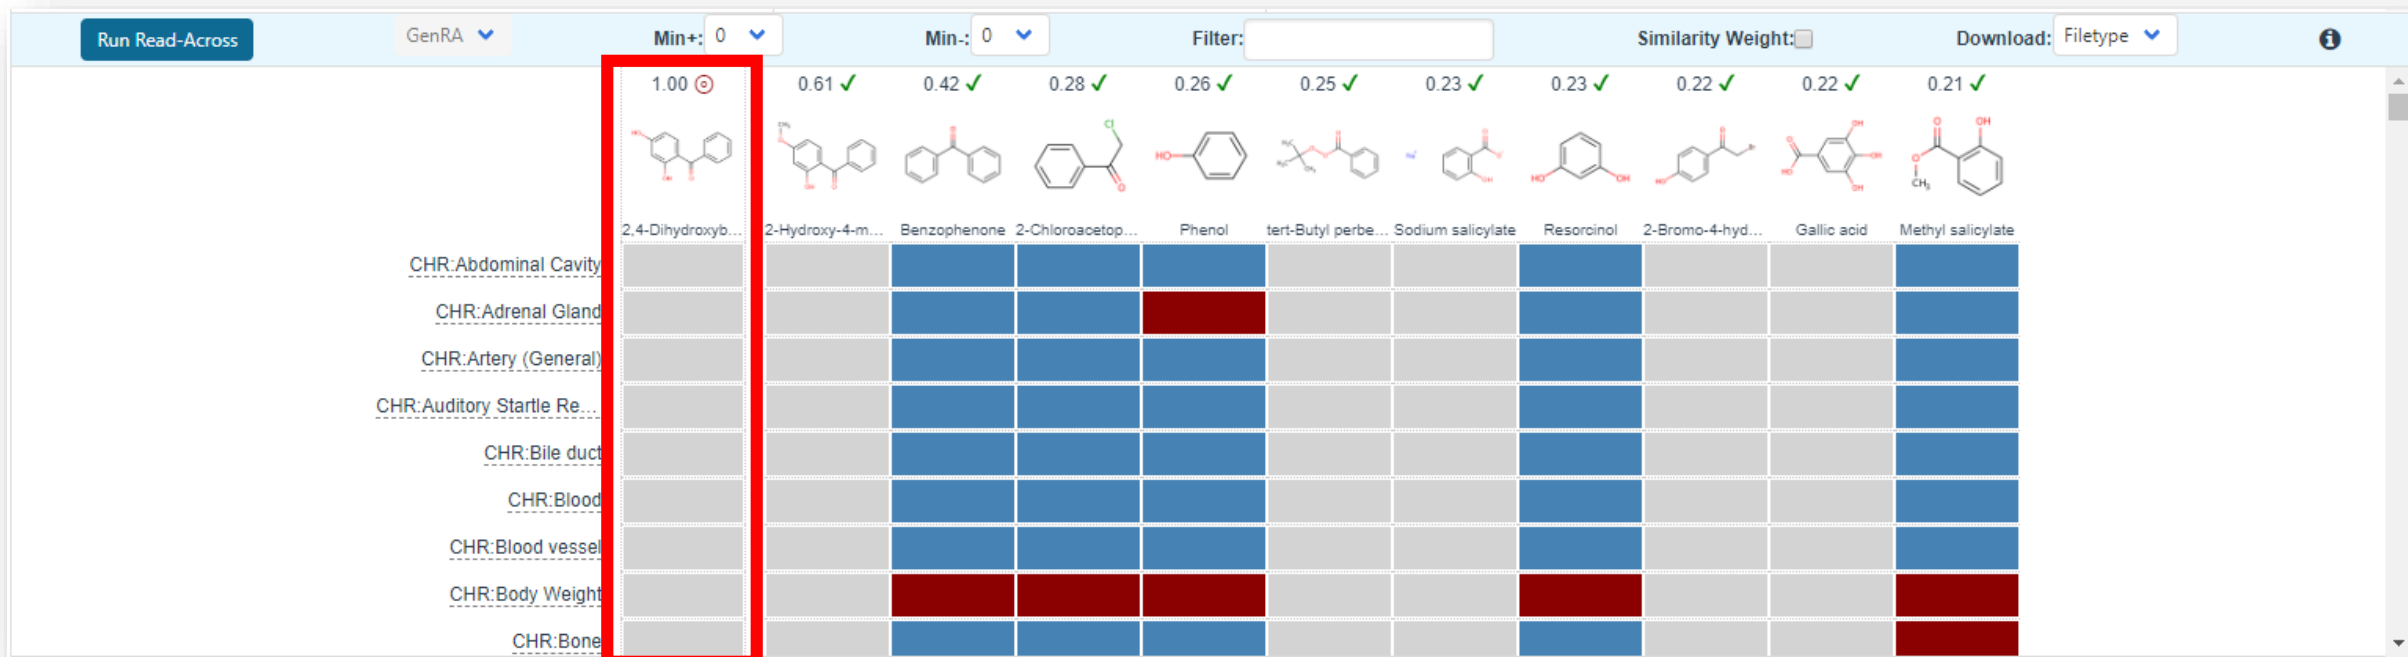 Run Read-Across GenRA Min+: 0 Min-: 0 Filter: Similarity Weight: Download: Filetype
1.00 0.61 0.42 0.28 0.26 0.25 0.23 0.23 0.22 0.22 0.21
2,4-Dihydroxyb... 2-Hydroxy-4-m... Benzophenone 2-Chloroacetop... Phenol tert-Butyl perbe... Sodium salicylate Resorcinol 2-Bromo-4-hyd... Gallic acid Methyl salicylate
CHR:Abdominal Cavity
CHR:Adrenal Gland
CHR:Artery (General)
CHR:Auditory Startle Re...
CHR:Bile duct
CHR:Blood
CHR:Blood vessel
CHR:Body Weight
CHR:Bone